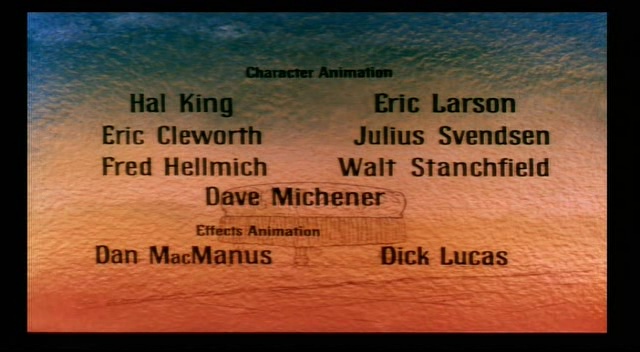 Character Animation
Hal King Eric Larson
Eric Cleworth Julius Svendsen
Fred Hellmich Walt Stanchfield
Dave Michener
Effects Animation
Dan MacManus Dick Lucas